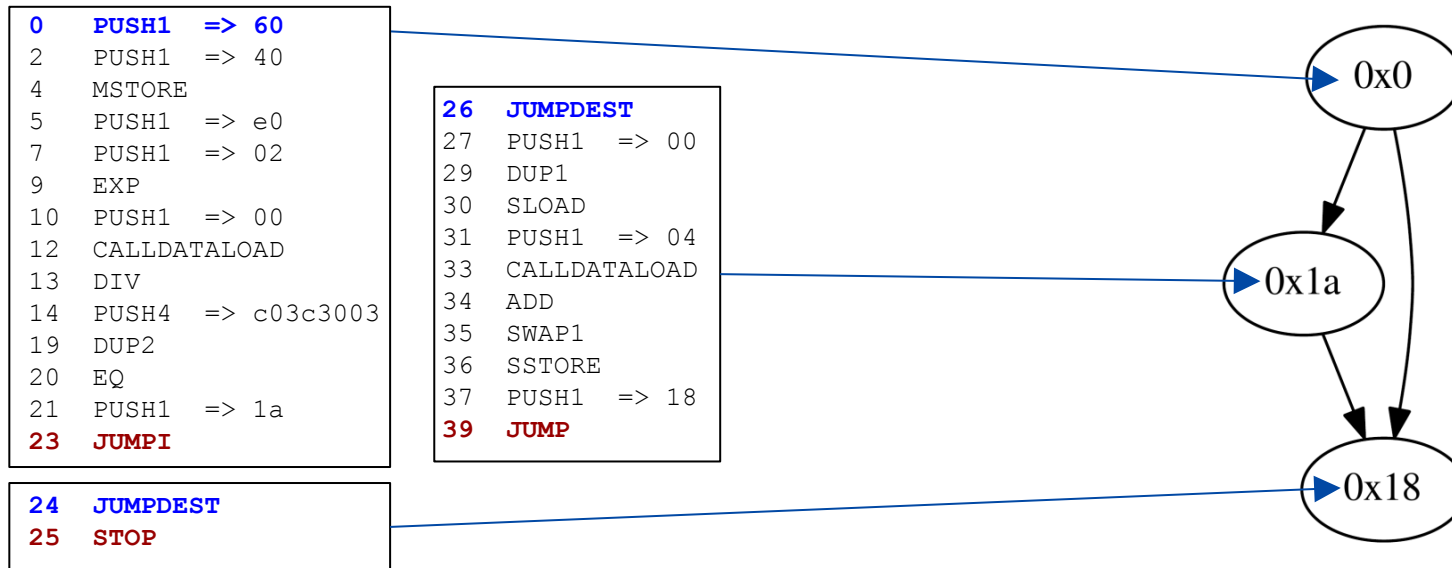 0 PUSH1 => 60
2 PUSH1 => 40
4 MSTORE
5 PUSH1 => e0
7 PUSH1 => 02
9 EXP
10 PUSH1 => 00
12 CALLDATALOAD
13 DIV
14 PUSH4 => c03c3003
19 DUP2
20 EQ
21 PUSH1 => 1a
23 JUMPI
24 JUMPDEST
25 STOP
26 JUMPDEST
27 PUSH1 => 00
29 DUP1
30 SLOAD
31 PUSH1 => 04
33 CALLDATALOAD
34 ADD
35 SWAP1
36 SSTORE
37 PUSH1 => 18
39 JUMP
0x0
0x1a
0x18